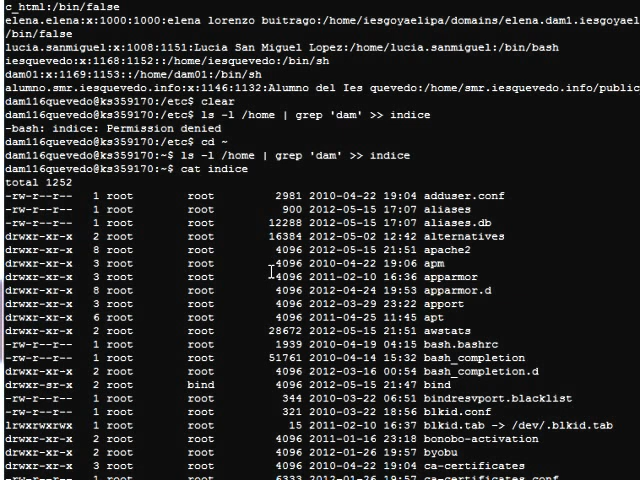 c_html:/bin/false
elena.elena:x:1000:1000:elena lorenzo buitrago:/home/iesgoyaelipa/domains/elena.dam1.iesgoyael
/bin/false
lucia.sanmiguel:x:1008:1151:Lucia San Miguel Lopez:/home/lucia.sanmiguel:/bin/bash
iesquevedo:x:1168:1152::/home/iesquevedo:/bin/sh
dam01:x:1169:1153::/home/dam01:/bin/sh
alumno.smr.iesquevedo.info:x:1146:1132:Alumno del Ies quevedo:/home/smr.iesquevedo.info/public
dam116quevedo@ks359170:/etc$ clear
dam116quevedo@ks359170:/etc$ ls -l /home | grep 'dam' >> indice
-bash: indice: Permission denied
dam116quevedo@ks359170:/etc$ cd ~
dam116quevedo@ks359170:~$ ls -l /home | grep 'dam' >> indice
dam116quevedo@ks359170:~$ cat indice
total 1252
-rw-r--r-- 1 root root 2981 2010-04-22 19:04 adduser.conf
-rw-r--r-- 1 root root 900 2012-05-15 17:07 aliases
-rw-r--r-- 1 root root 12288 2012-05-15 17:07 aliases.db
drwxr-xr-x 2 root root 16384 2012-05-02 12:42 alternatives
drwxr-xr-x 8 root root 4096 2012-05-15 21:51 apache2
drwxr-xr-x 3 root root 4096 2010-04-22 19:06 apm
drwxr-xr-x 3 root root 4096 2011-02-10 16:36 apparmor
drwxr-xr-x 8 root root 4096 2012-04-24 19:53 apparmor.d
drwxr-xr-x 3 root root 4096 2012-03-29 23:22 apport
drwxr-xr-x 6 root root 4096 2011-04-25 11:45 apt
drwxr-xr-x 2 root root 28672 2012-05-15 21:51 awstats
-rw-r--r-- 1 root root 1939 2010-04-19 04:15 bash.bashrc
-rw-r--r-- 1 root root 51761 2010-04-14 15:32 bash_completion
drwxr-xr-x 2 root root 4096 2012-03-16 00:54 bash_completion.d
drwxr-sr-x 2 root bind 4096 2012-05-15 21:47 bind
-rw-r--r-- 1 root root 344 2010-03-22 06:51 bindresvport.blacklist
-rw-r--r-- 1 root root 321 2010-03-22 18:56 blkid.conf
lrwxrwxrwx 1 root root 15 2011-02-10 16:37 blkid.tab -> /dev/.blkid.tab
drwxr-xr-x 2 root root 4096 2011-01-16 23:18 bonobo-activation
drwxr-xr-x 2 root root 4096 2012-01-26 19:57 byobu
drwxr-xr-x 3 root root 4096 2010-04-22 19:04 ca-certificates
-rw-r--r-- 1 root root 6333 2012-01-26 19:57 ca-certificates.conf